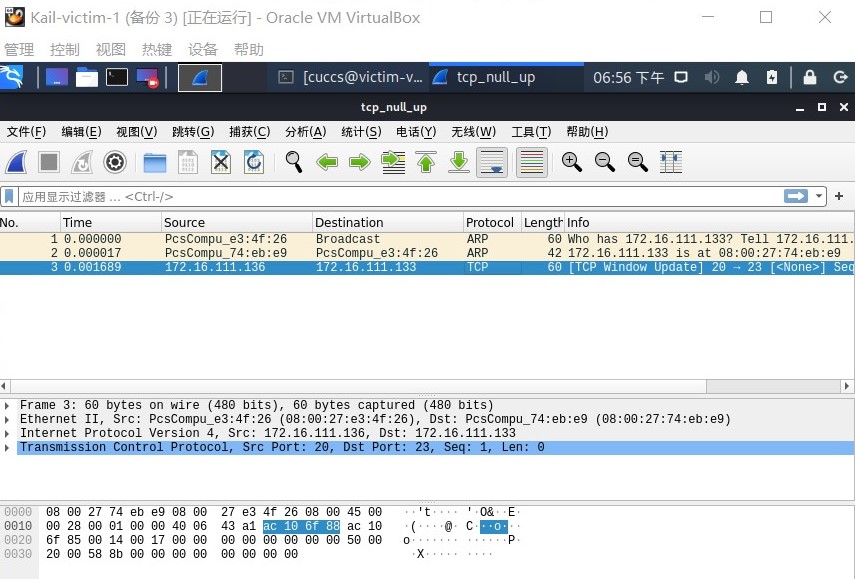 Kail-victim-1 (备份 3) [正在运行] - Oracle VM VirtualBox
管理 控制 视图 热键 设备 帮助
[cuccs@victim-v... tcp_null_up 06:56 下午
tcp_null_up
文件(F) 编辑(E) 视图(V) 跳转(G) 捕获(C) 分析(A) 统计(S) 电话(Y) 无线(W) 工具(T) 帮助(H)
应用显示过滤器 … <Ctrl-/>
No. Time Source Destination Protocol Length Info
1 0.000000 PcsCompu_e3:4f:26 Broadcast ARP 60 Who has 172.16.111.133? Tell 172.16.111.
2 0.000017 PcsCompu_74:eb:e9 PcsCompu_e3:4f:26 ARP 42 172.16.111.133 is at 08:00:27:74:eb:e9
3 0.001689 172.16.111.136 172.16.111.133 TCP 60 [TCP Window Update] 20 → 23 [<None>] Seq
Frame 3: 60 bytes on wire (480 bits), 60 bytes captured (480 bits)
Ethernet II, Src: PcsCompu_e3:4f:26 (08:00:27:e3:4f:26), Dst: PcsCompu_74:eb:e9 (08:00:27:74:eb:e9)
Internet Protocol Version 4, Src: 172.16.111.136, Dst: 172.16.111.133
Transmission Control Protocol, Src Port: 20, Dst Port: 23, Seq: 1, Len: 0
0000 08 00 27 74 eb e9 08 00 27 e3 4f 26 08 00 45 00 ··'t···· '·O&··E·
0010 00 28 00 01 00 00 40 06 43 a1 ac 10 6f 88 ac 10 ·(····@· C···o···
0020 6f 85 00 14 00 17 00 00 00 00 00 00 00 00 50 00 o······· ······P·
0030 20 00 58 8b 00 00 00 00 00 00 00 00 ·X····· ····